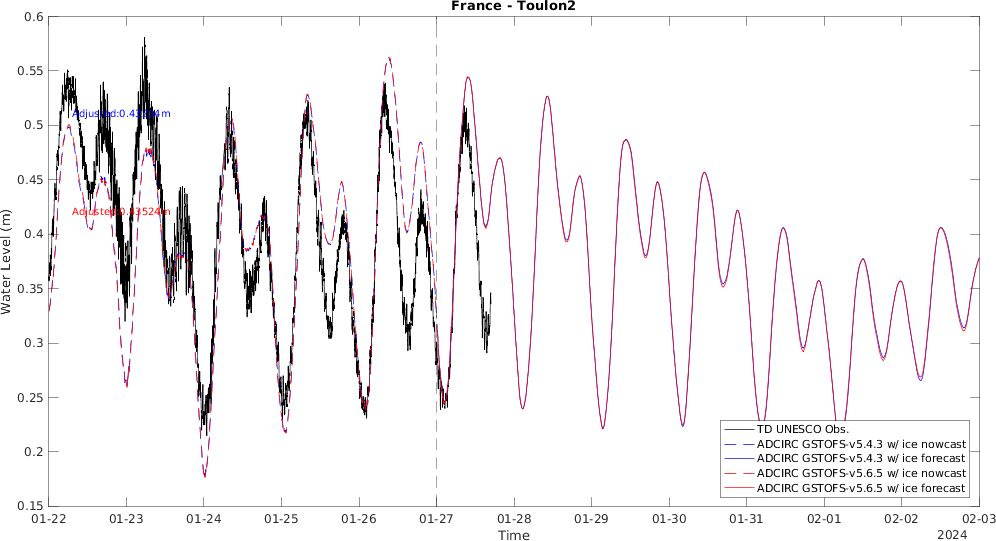 France - Toulon2
0.6
0.55
0.5
0.45
0.4
0.35
0.3
0.25
0.2
0.15
Water Level (m)
Adjusted:0.83524m
TD UNESCO Obs.
ADCIRC GSTOFS-v5.4.3 w/ ice nowcast
ADCIRC GSTOFS-v5.4.3 w/ ice forecast
ADCIRC GSTOFS-v5.6.5 w/ ice nowcast
ADCIRC GSTOFS-v5.6.5 w/ ice forecast
01-22 01-23 01-24 01-25 01-26 01-27 01-28 01-29 01-30 01-31 02-01 02-02 02-03
Time
2024